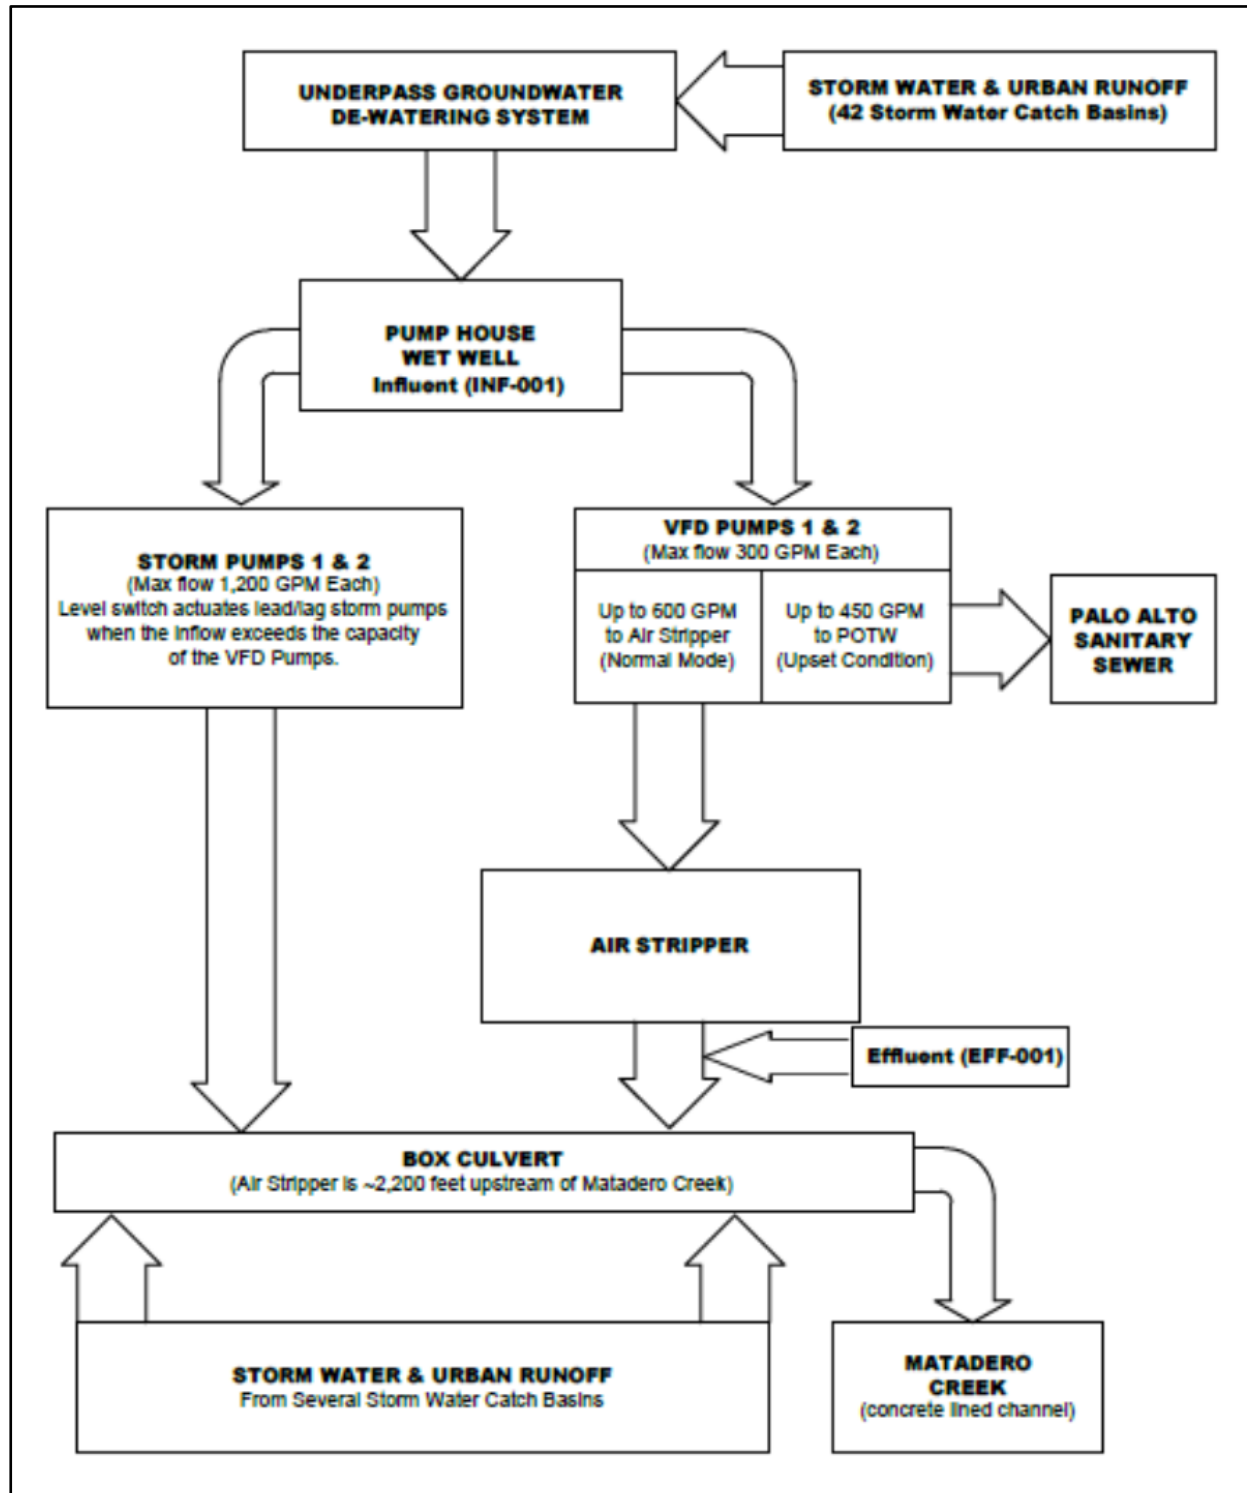 UNDERPASS GROUNDWATER
DE-WATERING SYSTEM
STORM WATER & URBAN RUNOFF
(42 Storm Water Catch Basins)
PUMP HOUSE
WET WELL
Influent (INF-001)
STORM PUMPS 1 & 2
(Max flow 1,200 GPM Each)
Level switch actuates lead/lag storm pumps
when the inflow exceeds the capacity
of the VFD Pumps.
VFD PUMPS 1 & 2
(Max flow 300 GPM Each)
Up to 600 GPM
to Air Stripper
(Normal Mode)
Up to 450 GPM
to POTW
(Upset Condition)
PALO ALTO
SANITARY
SEWER
AIR STRIPPER
Effluent (EFF-001)
BOX CULVERT
(Air Stripper is ~2,200 feet upstream of Matadero Creek)
STORM WATER & URBAN RUNOFF
From Several Storm Water Catch Basins
MATADERO
CREEK
(concrete lined channel)